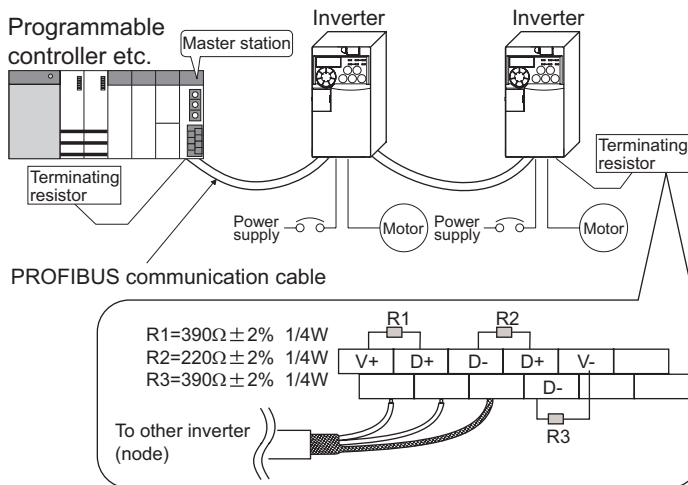 Programmable
controller etc.
Master station
Inverter
Inverter
Terminating
resistor
Terminating
resistor
Power
supply
Motor
Power
supply
Motor
PROFIBUS communication cable
R1=390Ω±2% 1/4W
R2=220Ω±2% 1/4W
R3=390Ω±2% 1/4W
R1
R2
V+ D+ D- D+ V-
D-
R3
To other inverter
(node)